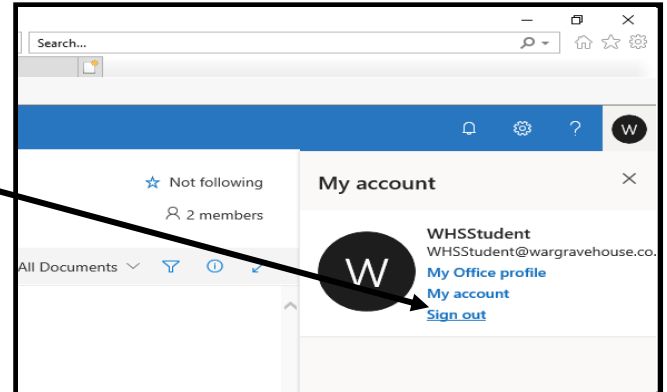 Search...
?
W
Not following
2 members
All Documents
My account
W
WHSStudent
WHSStudent@wargravehouse.co.
My Office profile
My account
Sign out